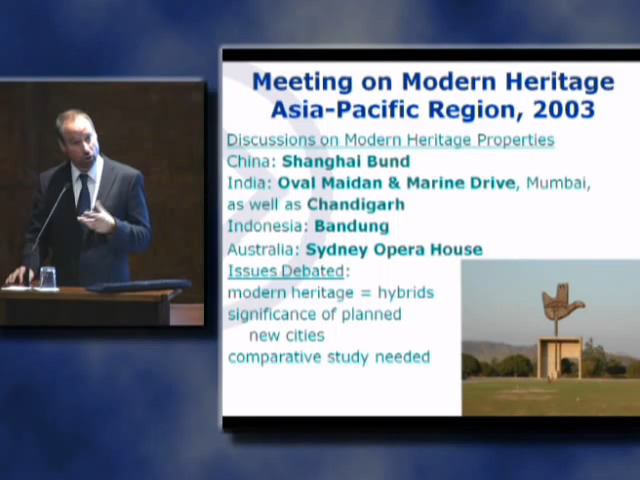 Meeting on Modern Heritage
Asia-Pacific Region, 2003
Discussions on Modern Heritage Properties
China: Shanghai Bund
India: Oval Maidan & Marine Drive, Mumbai,
as well as Chandigarh
Indonesia: Bandung
Australia: Sydney Opera House
Issues Debated:
modern heritage = hybrids
significance of planned
new cities
comparative study needed